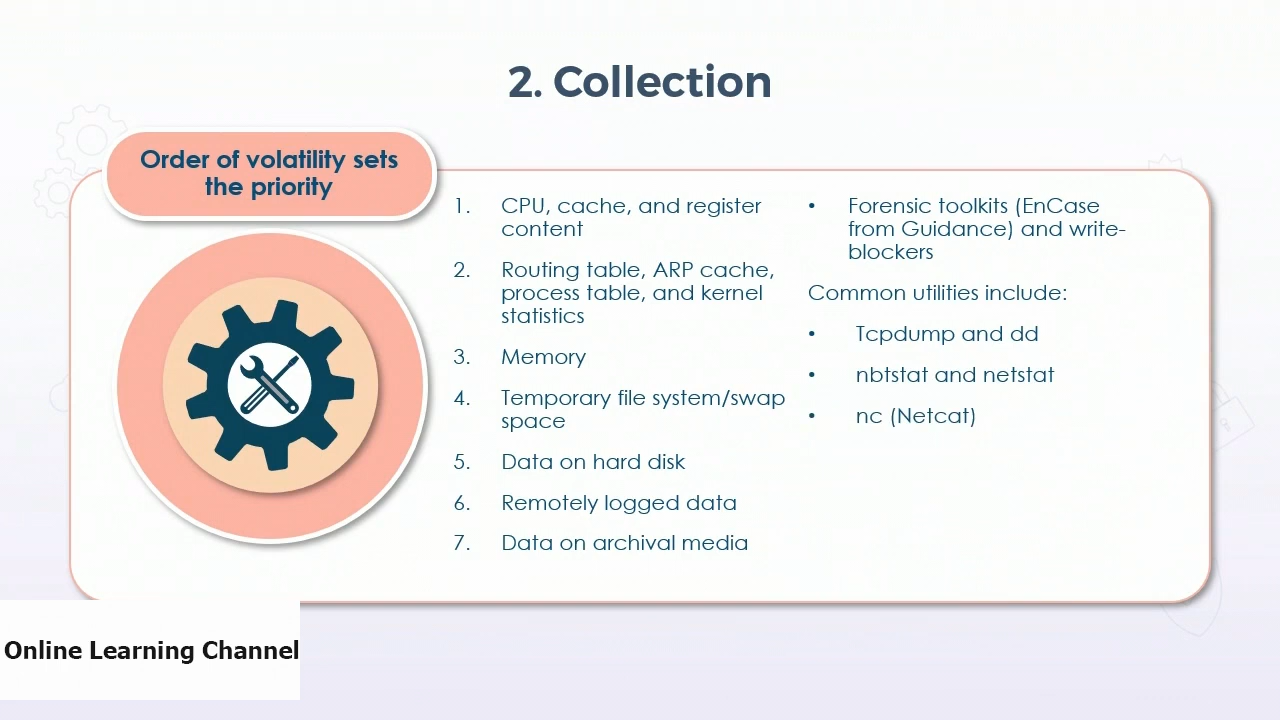 2. Collection
Order of volatility sets
the priority
1. CPU, cache, and register
content
2. Routing table, ARP cache,
process table, and kernel
statistics
3. Memory
4. Temporary file system/swap
space
5. Data on hard disk
6. Remotely logged data
7. Data on archival media
• Forensic toolkits (EnCase
from Guidance) and write-
blockers
Common utilities include:
• Tcpdump and dd
• nbtstat and netstat
• nc (Netcat)
Online Learning Channel